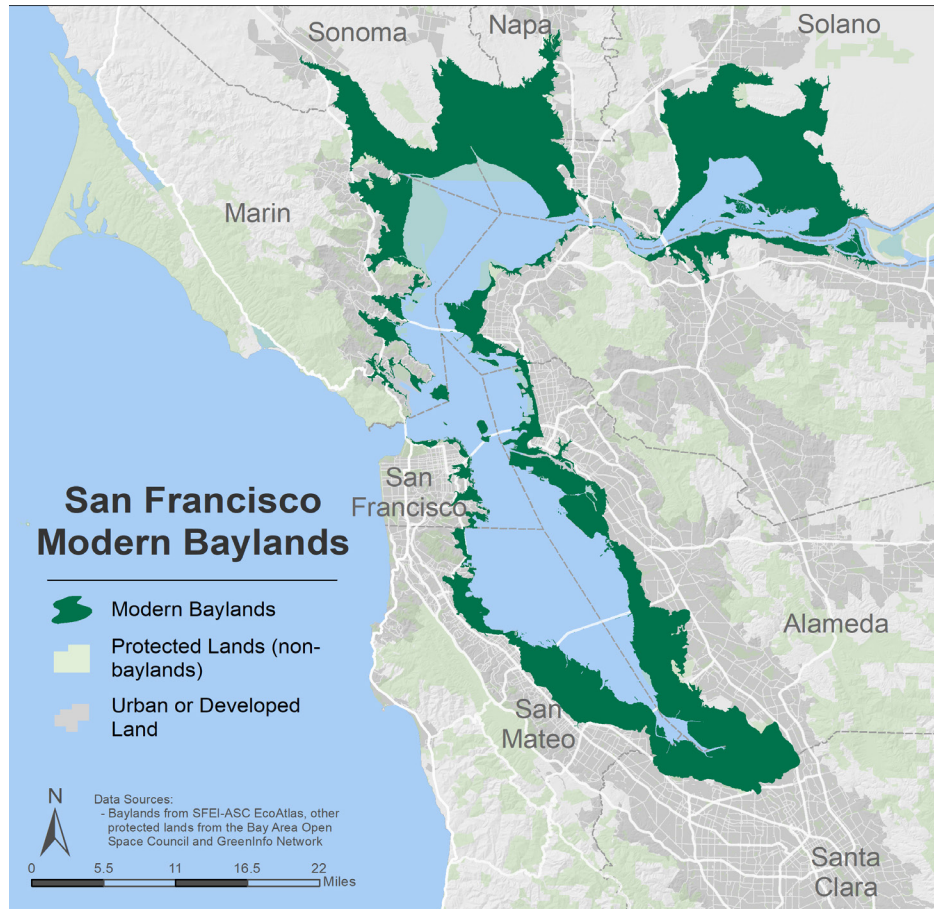 Sonoma
Napa
Solano
Marin
San
Francisco
San Francisco
Modern Baylands
Modern Baylands
Protected Lands (non-
baylands)
Urban or Developed
Land
Alameda
San
Mateo
Santa
Clara
N
Data Sources:
- Baylands from SFEI-ASC EcoAtlas, other
protected lands from the Bay Area Open
Space Council and GreenInfo Network
0 5.5 11 16.5 22
Miles